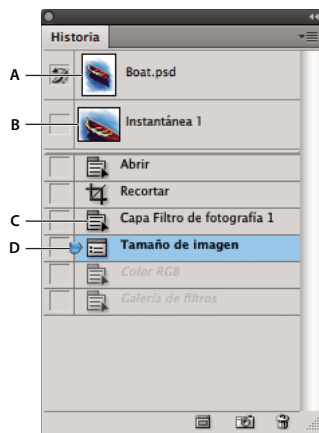 Historia
A
Boat.psd
B
Instantánea 1
Abrir
Recortar
C
Capa Filtro de fotografía 1
D
Tamaño de imagen
Color RGB
Galería de filtros